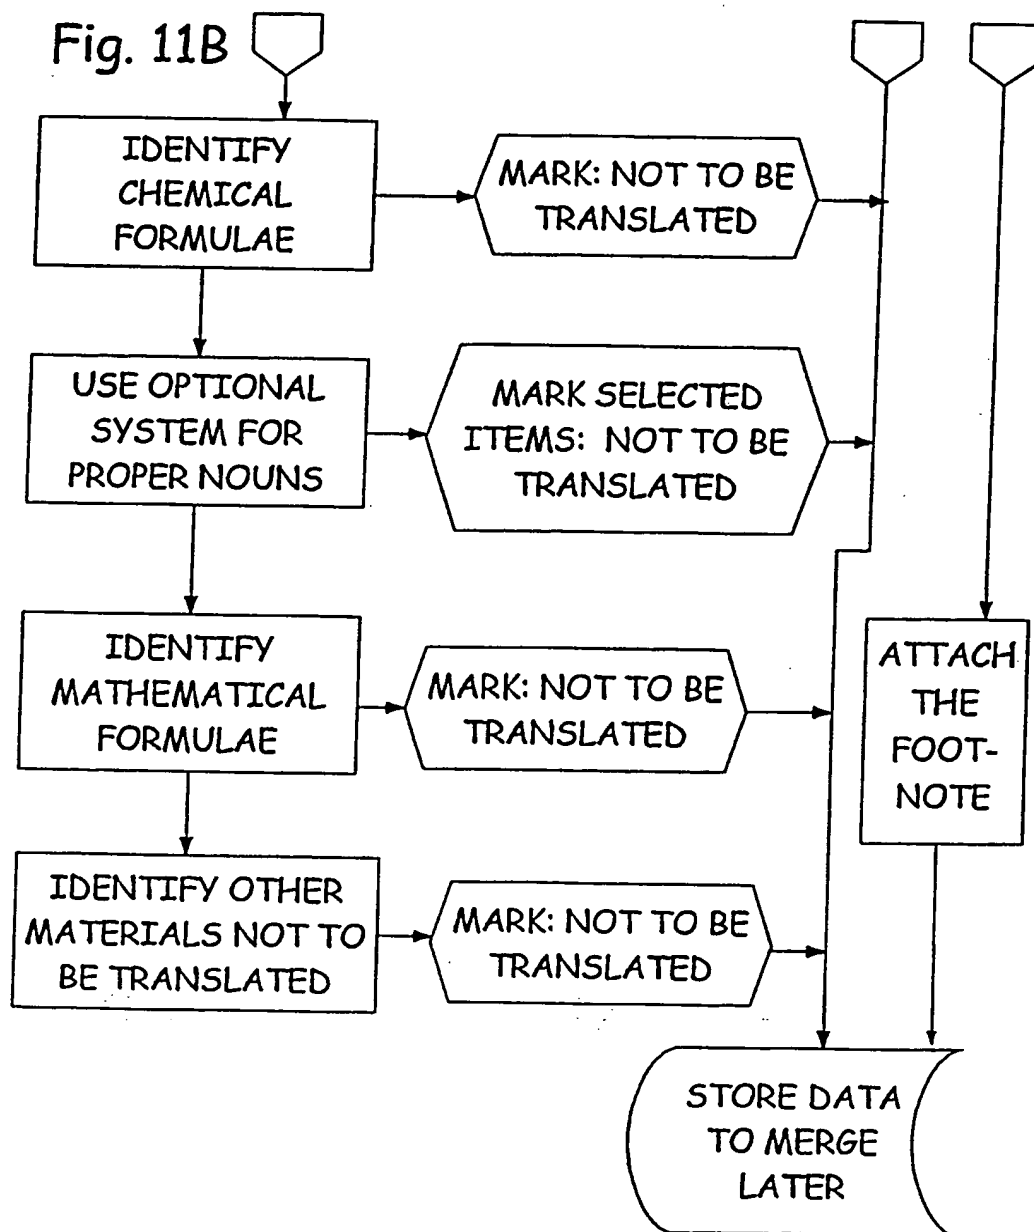 Fig. 11B
IDENTIFY
CHEMICAL
FORMULAE
MARK: NOT TO BE
TRANSLATED
USE OPTIONAL
SYSTEM FOR
PROPER NOUNS
MARK SELECTED
ITEMS: NOT TO BE
TRANSLATED
IDENTIFY
MATHEMATICAL
FORMULAE
MARK: NOT TO BE
TRANSLATED
ATTACH
THE
FOOT-
NOTE
IDENTIFY OTHER
MATERIALS NOT TO
BE TRANSLATED
MARK: NOT TO BE
TRANSLATED
STORE DATA
TO MERGE
LATER